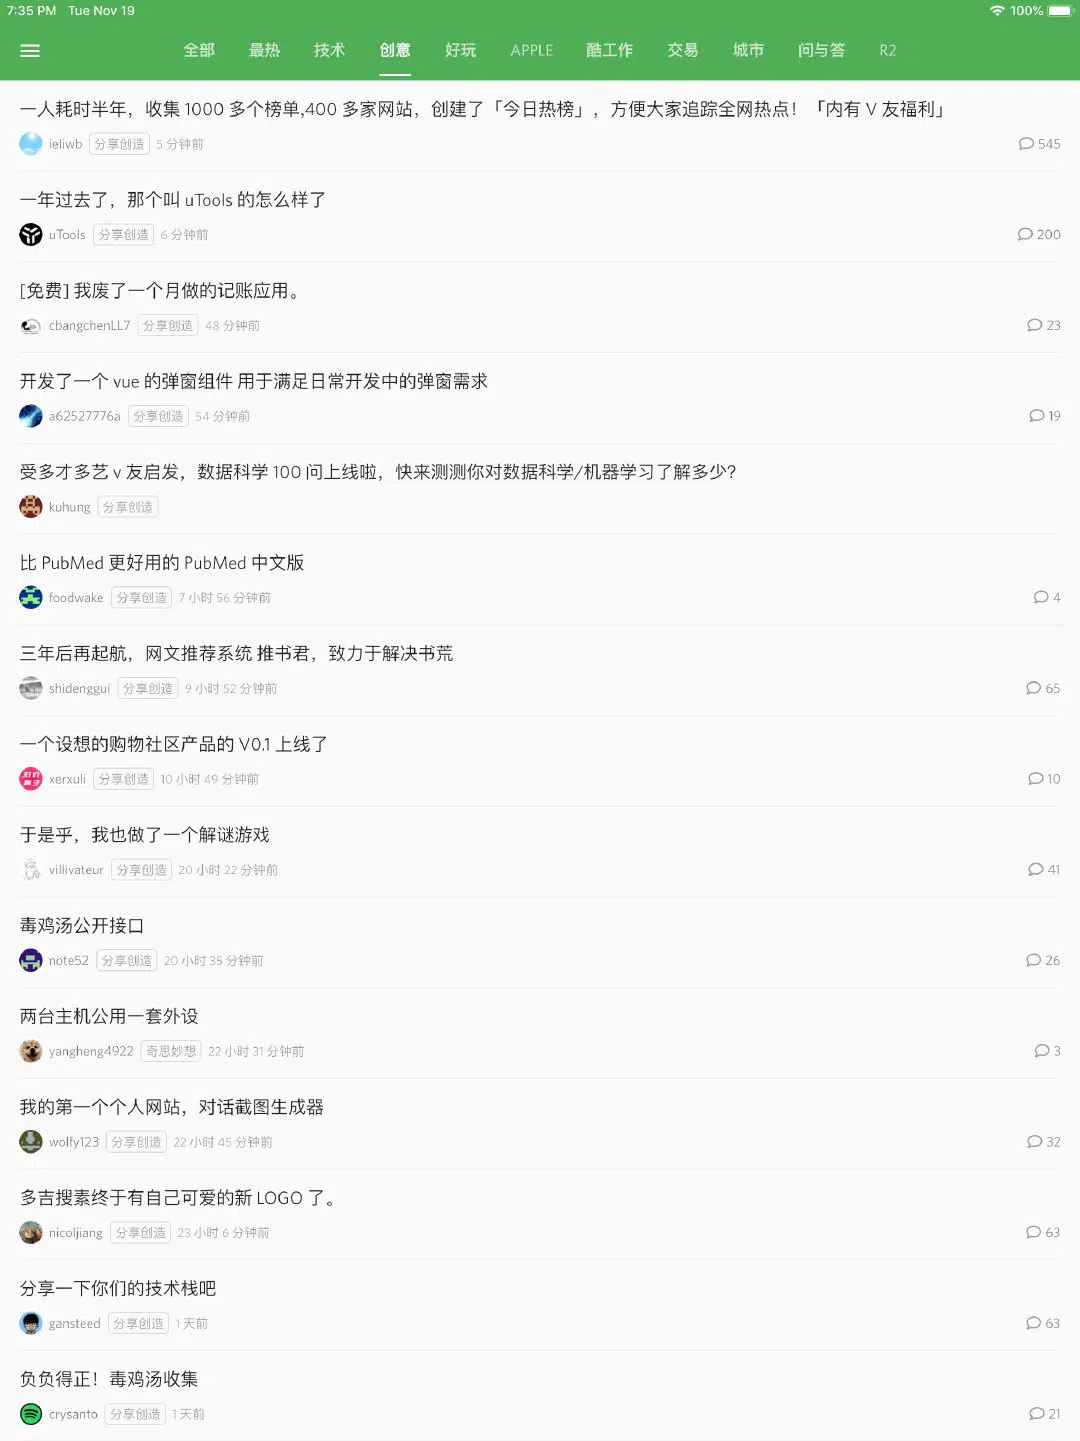 7:35 PM Tue Nov 19 100%
全部 最热 技术 创意 好玩 APPLE 酷工作 交易 城市 问与答 R2
一人耗时半年，收集 1000 多个榜单,400 多家网站，创建了「今日热榜」，方便大家追踪全网热点！「内有 V 友福利」
ieliwb 分享创造 5 分钟前 545
一年过去了，那个叫 uTools 的怎么样了
uTools 分享创造 6 分钟前 200
[免费] 我废了一个月做的记账应用。
cbangchenLL7 分享创造 48 分钟前 23
开发了一个 vue 的弹窗组件 用于满足日常开发中的弹窗需求
a62527776a 分享创造 54 分钟前 19
受多才多艺 v 友启发，数据科学 100 问上线啦，快来测测你对数据科学/机器学习了解多少?
kuhung 分享创造
比 PubMed 更好用的 PubMed 中文版
foodwake 分享创造 7 小时 56 分钟前 4
三年后再起航，网文推荐系统 推书君，致力于解决书荒
shidenggui 分享创造 9 小时 52 分钟前 65
一个设想的购物社区产品的 V0.1 上线了
xerxuli 分享创造 10 小时 49 分钟前 10
于是乎，我也做了一个解谜游戏
villivateur 分享创造 20 小时 22 分钟前 41
毒鸡汤公开接口
note52 分享创造 20 小时 35 分钟前 26
两台主机公用一套外设
yangheng4922 奇思妙想 22 小时 31 分钟前 3
我的第一个个人网站，对话截图生成器
wolfy123 分享创造 22 小时 45 分钟前 32
多吉搜素终于有自己可爱的新 LOGO 了。
nicoljiang 分享创造 23 小时 6 分钟前 63
分享一下你们的技术栈吧
gansteed 分享创造 1 天前 63
负负得正！毒鸡汤收集
crysanto 分享创造 1 天前 21